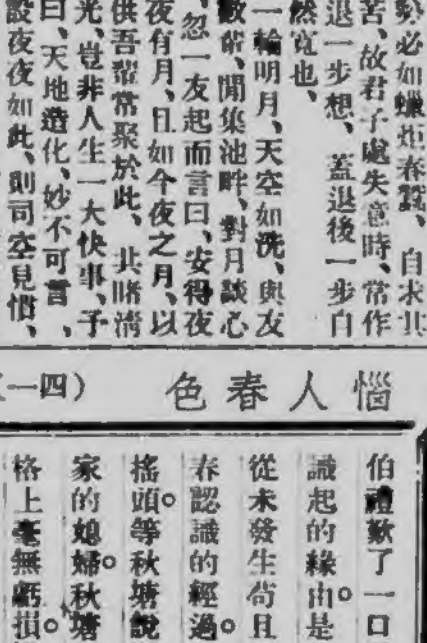 必如蠟炬春蠶、自求其
苦、故君子處失意時、常作
退一步想、蓋退後一步自
然寬也、
一輪明月、天空如洗、與友
數輩、閒集池畔、對月談心
、忽一友起而言曰、安得夜
夜有月、且如今夜之月、以
供吾輩常聚於此、共睹清
光、豈非人生一大快事、予
曰、天地造化、妙不可言、
設夜夜如此、則司空見慣、
惱人春色
(一四)
伯禮歎了一口
識起的緣由。是
從未發生苟且
春認識的經過。
搖頭。等秋塘說
家的媳婦。秋塘
格上毫無虧損。